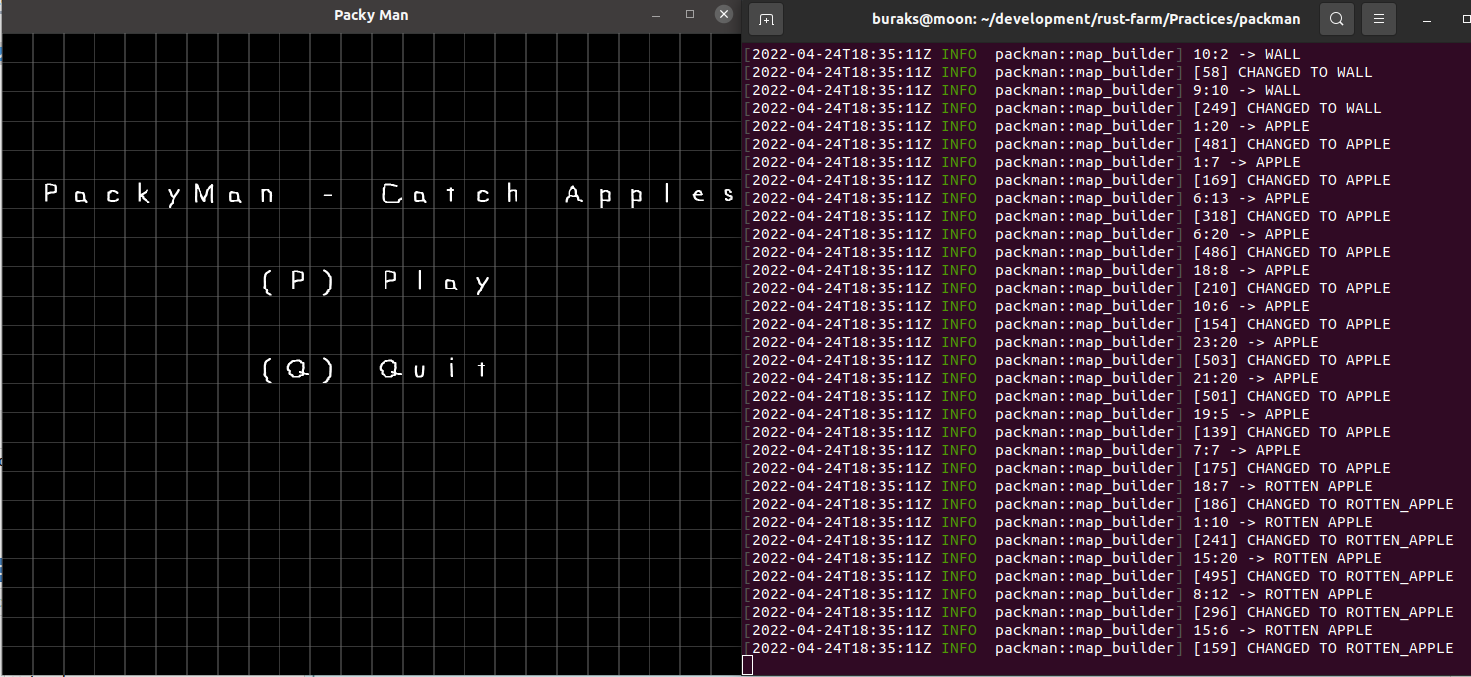 Packy Man
PackyMan - Catch Apples
(P) Play
(Q) Quit
buraks@moon: ~/development/rust-farm/Practices/packman
[2022-04-24T18:35:11Z INFO  packman::map_builder] 10:2 -> WALL
[2022-04-24T18:35:11Z INFO  packman::map_builder] [58] CHANGED TO WALL
[2022-04-24T18:35:11Z INFO  packman::map_builder] 9:10 -> WALL
[2022-04-24T18:35:11Z INFO  packman::map_builder] [249] CHANGED TO WALL
[2022-04-24T18:35:11Z INFO  packman::map_builder] 1:20 -> APPLE
[2022-04-24T18:35:11Z INFO  packman::map_builder] [481] CHANGED TO APPLE
[2022-04-24T18:35:11Z INFO  packman::map_builder] 1:7 -> APPLE
[2022-04-24T18:35:11Z INFO  packman::map_builder] [169] CHANGED TO APPLE
[2022-04-24T18:35:11Z INFO  packman::map_builder] 6:13 -> APPLE
[2022-04-24T18:35:11Z INFO  packman::map_builder] [318] CHANGED TO APPLE
[2022-04-24T18:35:11Z INFO  packman::map_builder] 6:20 -> APPLE
[2022-04-24T18:35:11Z INFO  packman::map_builder] [486] CHANGED TO APPLE
[2022-04-24T18:35:11Z INFO  packman::map_builder] 18:8 -> APPLE
[2022-04-24T18:35:11Z INFO  packman::map_builder] [210] CHANGED TO APPLE
[2022-04-24T18:35:11Z INFO  packman::map_builder] 10:6 -> APPLE
[2022-04-24T18:35:11Z INFO  packman::map_builder] [154] CHANGED TO APPLE
[2022-04-24T18:35:11Z INFO  packman::map_builder] 23:20 -> APPLE
[2022-04-24T18:35:11Z INFO  packman::map_builder] [503] CHANGED TO APPLE
[2022-04-24T18:35:11Z INFO  packman::map_builder] 21:20 -> APPLE
[2022-04-24T18:35:11Z INFO  packman::map_builder] [501] CHANGED TO APPLE
[2022-04-24T18:35:11Z INFO  packman::map_builder] 19:5 -> APPLE
[2022-04-24T18:35:11Z INFO  packman::map_builder] [139] CHANGED TO APPLE
[2022-04-24T18:35:11Z INFO  packman::map_builder] 7:7 -> APPLE
[2022-04-24T18:35:11Z INFO  packman::map_builder] [175] CHANGED TO APPLE
[2022-04-24T18:35:11Z INFO  packman::map_builder] 18:7 -> ROTTEN APPLE
[2022-04-24T18:35:11Z INFO  packman::map_builder] [186] CHANGED TO ROTTEN_APPLE
[2022-04-24T18:35:11Z INFO  packman::map_builder] 1:10 -> ROTTEN APPLE
[2022-04-24T18:35:11Z INFO  packman::map_builder] [241] CHANGED TO ROTTEN_APPLE
[2022-04-24T18:35:11Z INFO  packman::map_builder] 15:20 -> ROTTEN APPLE
[2022-04-24T18:35:11Z INFO  packman::map_builder] [495] CHANGED TO ROTTEN_APPLE
[2022-04-24T18:35:11Z INFO  packman::map_builder] 8:12 -> ROTTEN APPLE
[2022-04-24T18:35:11Z INFO  packman::map_builder] [296] CHANGED TO ROTTEN_APPLE
[2022-04-24T18:35:11Z INFO  packman::map_builder] 15:6 -> ROTTEN APPLE
[2022-04-24T18:35:11Z INFO  packman::map_builder] [159] CHANGED TO ROTTEN_APPLE